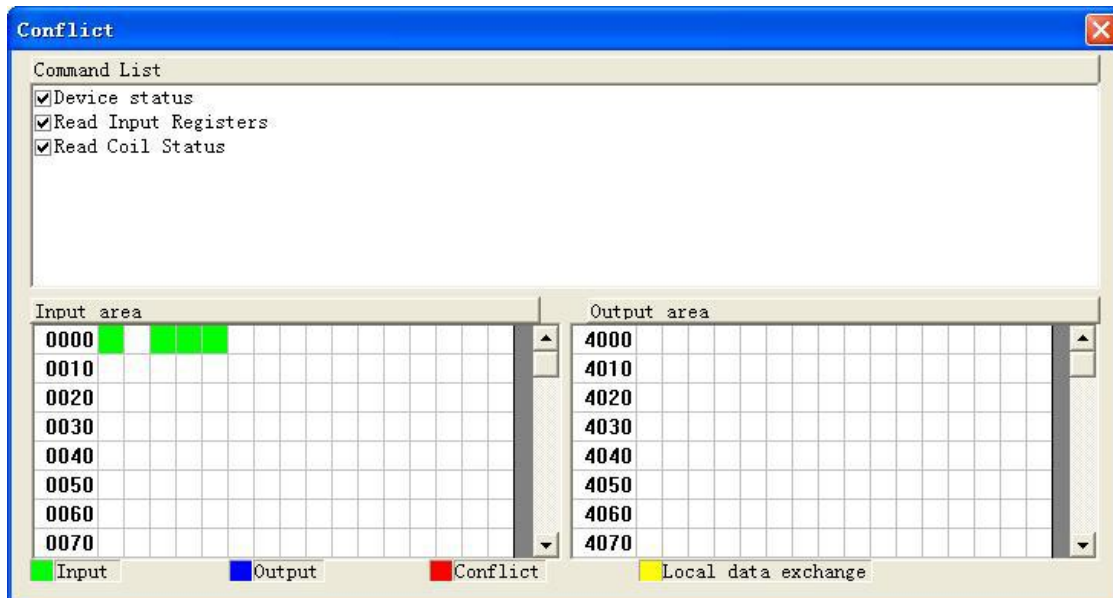 Conflict
Command List
Device status
Read Input Registers
Read Coil Status
Input area
Output area
0000
4000
0010
4010
0020
4020
0030
4030
0040
4040
0050
4050
0060
4060
0070
4070
Input
Output
Conflict
Local data exchange